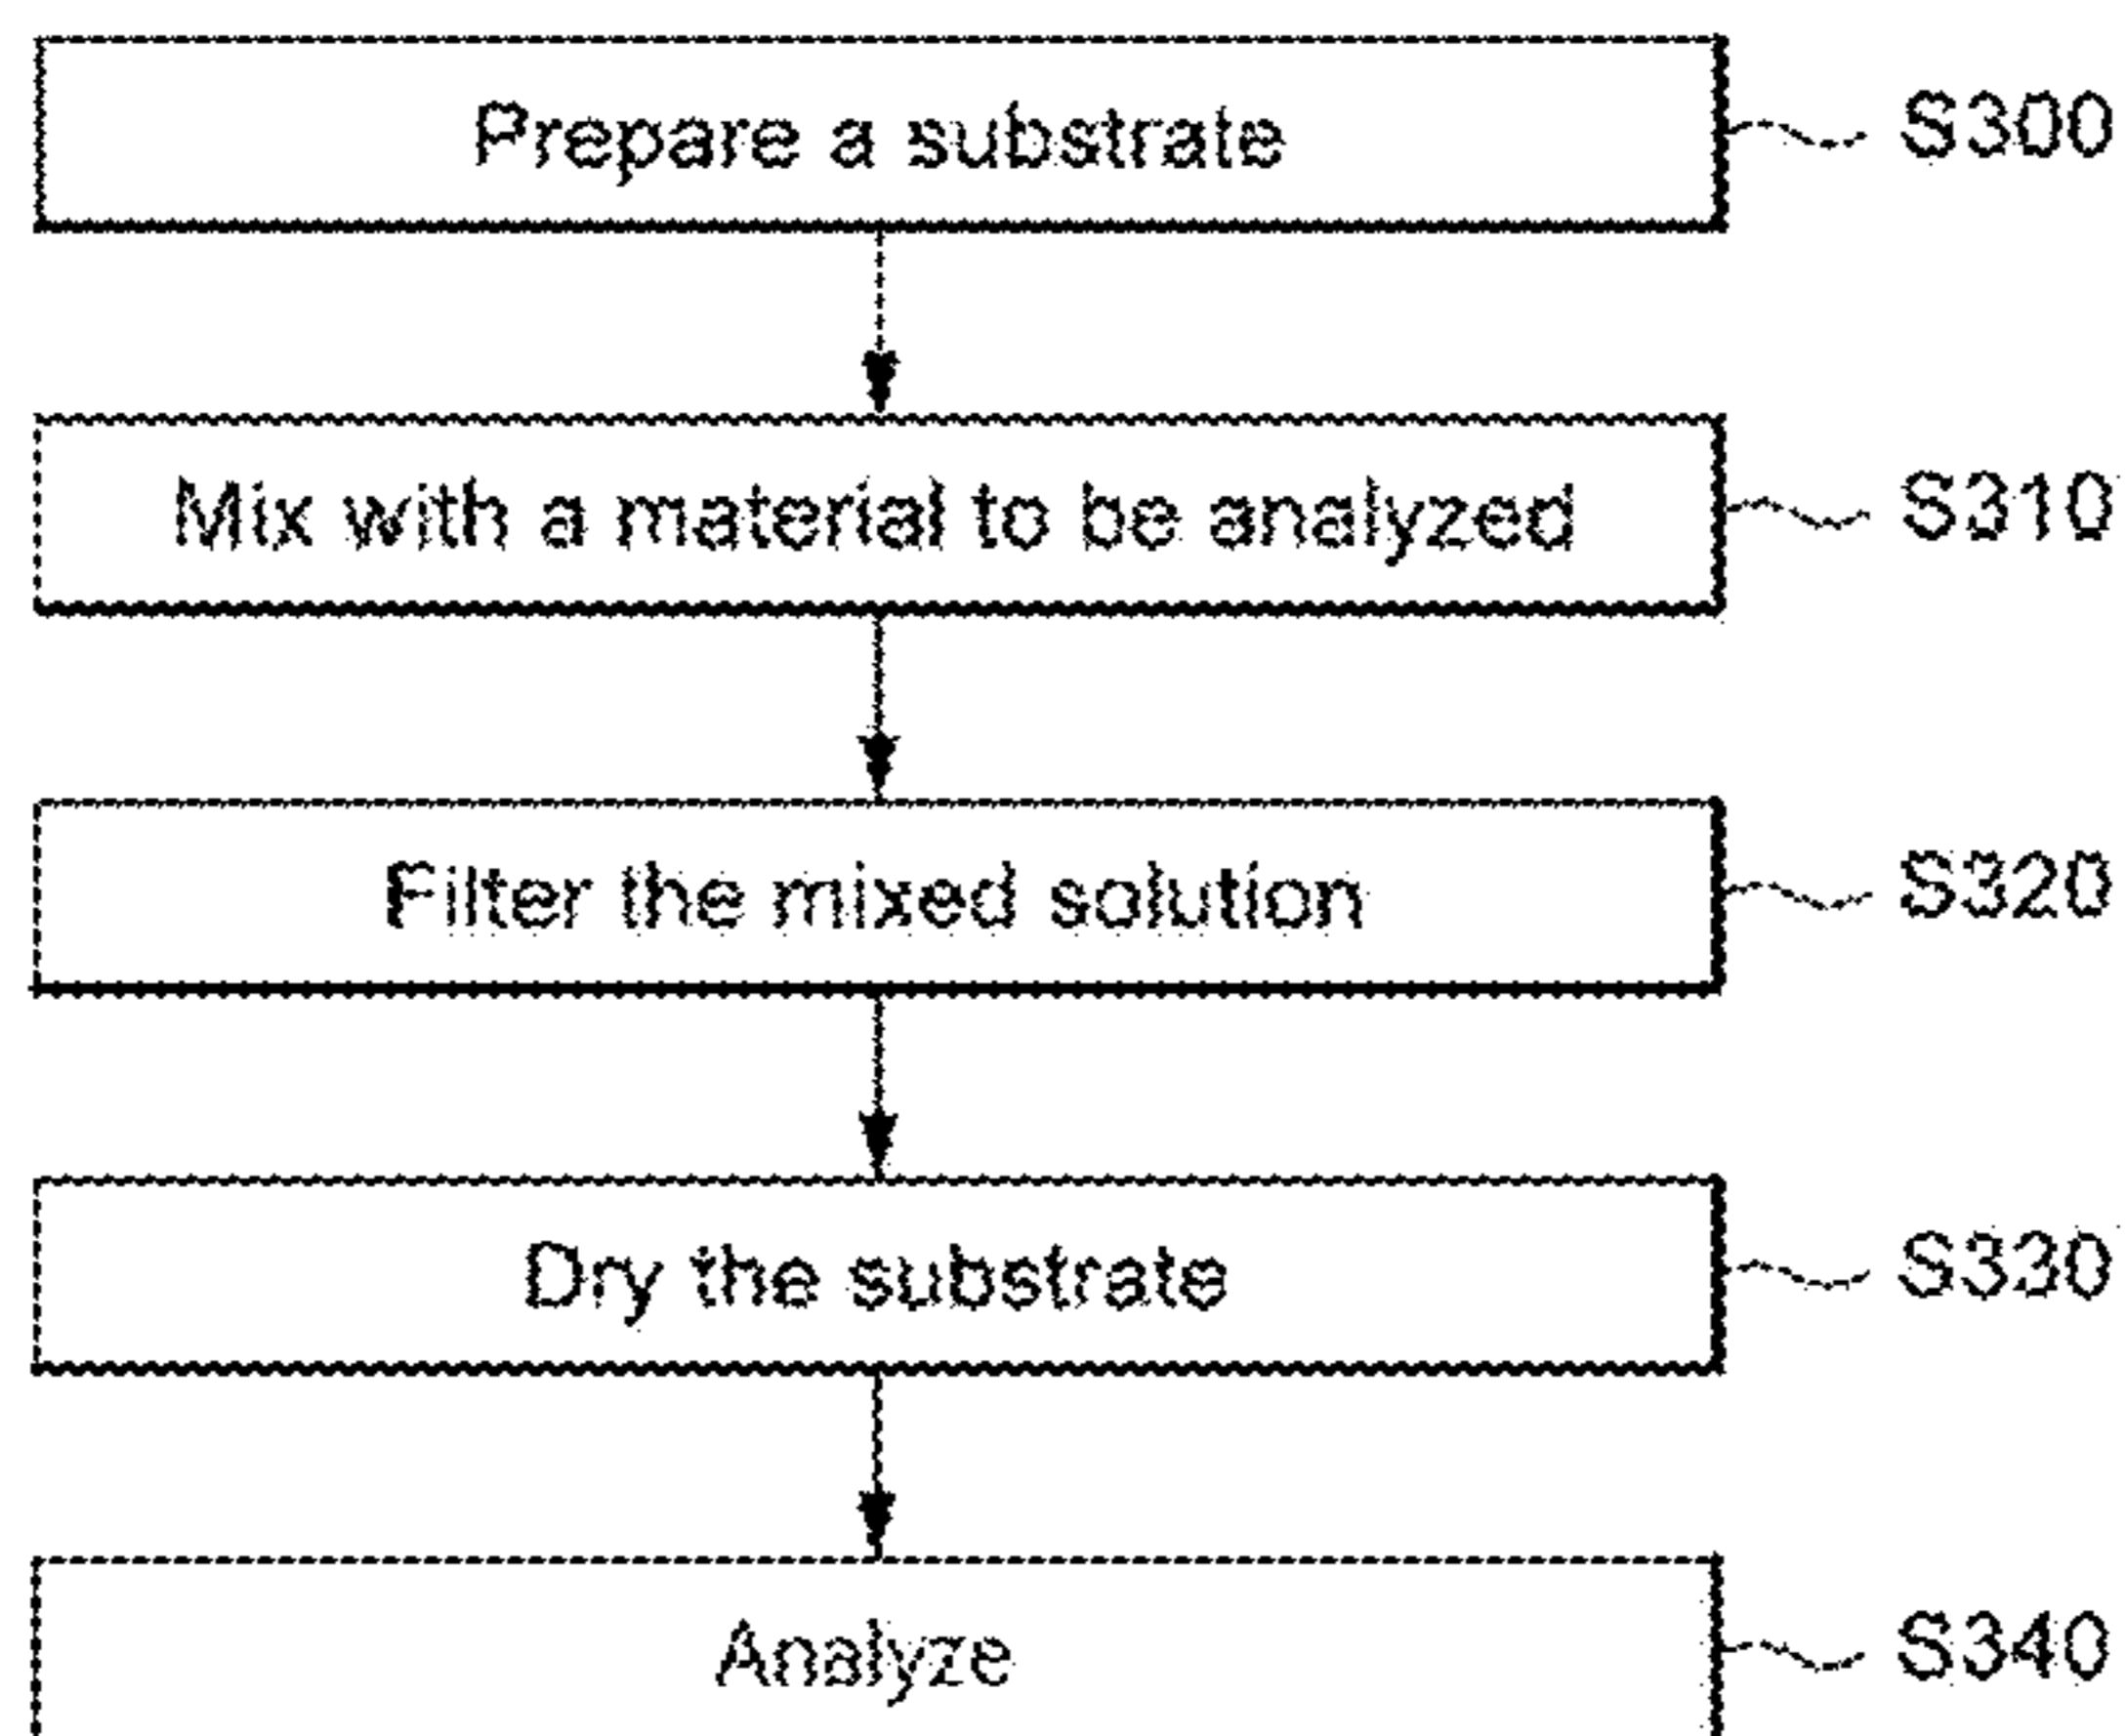 Prepare a substrate S300
Mix with a material to be analyzed S310
Filter the mixed solution S320
Dry the substrate S330
Analyze S340